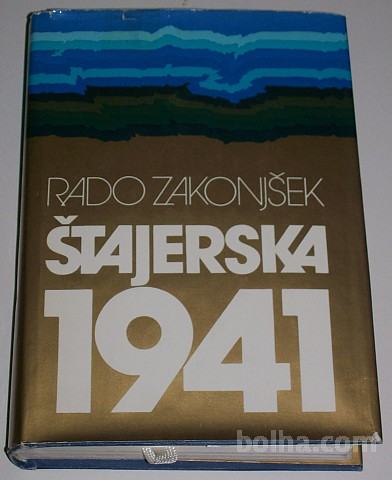 RADO ZAKONJŠEK
ŠTAJERSKA
1941
bolha.com